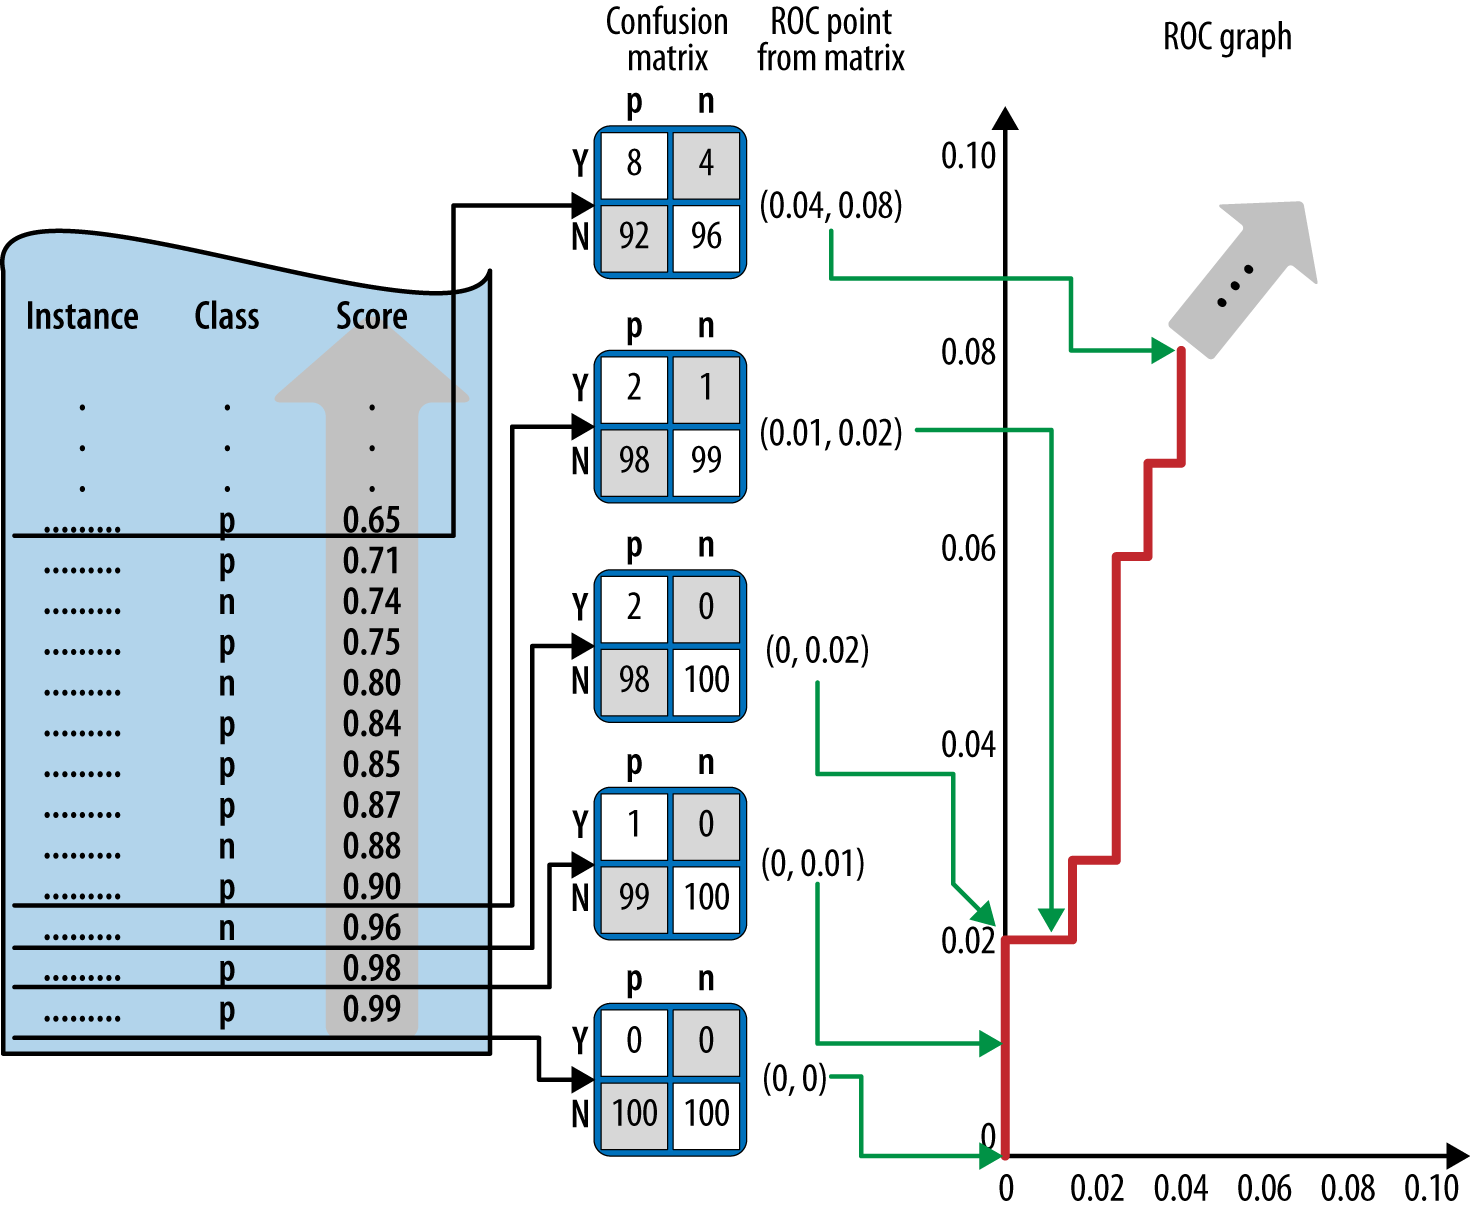 Confusion matrix
ROC point from matrix
ROC graph
Instance Class Score
. . .
. . .
. . .
......... p 0.65
......... p 0.71
......... n 0.74
......... p 0.75
......... n 0.80
......... p 0.84
......... p 0.85
......... p 0.87
......... n 0.88
......... p 0.90
......... n 0.96
......... p 0.98
......... p 0.99
p n
Y 8 4
N 92 96
(0.04, 0.08)
p n
Y 2 1
N 98 99
(0.01, 0.02)
p n
Y 2 0
N 98 100
(0, 0.02)
p n
Y 1 0
N 99 100
(0, 0.01)
p n
Y 0 0
N 100 100
(0, 0)
0.10
0.08
0.06
0.04
0.02
0
0 0.02 0.04 0.06 0.08 0.10